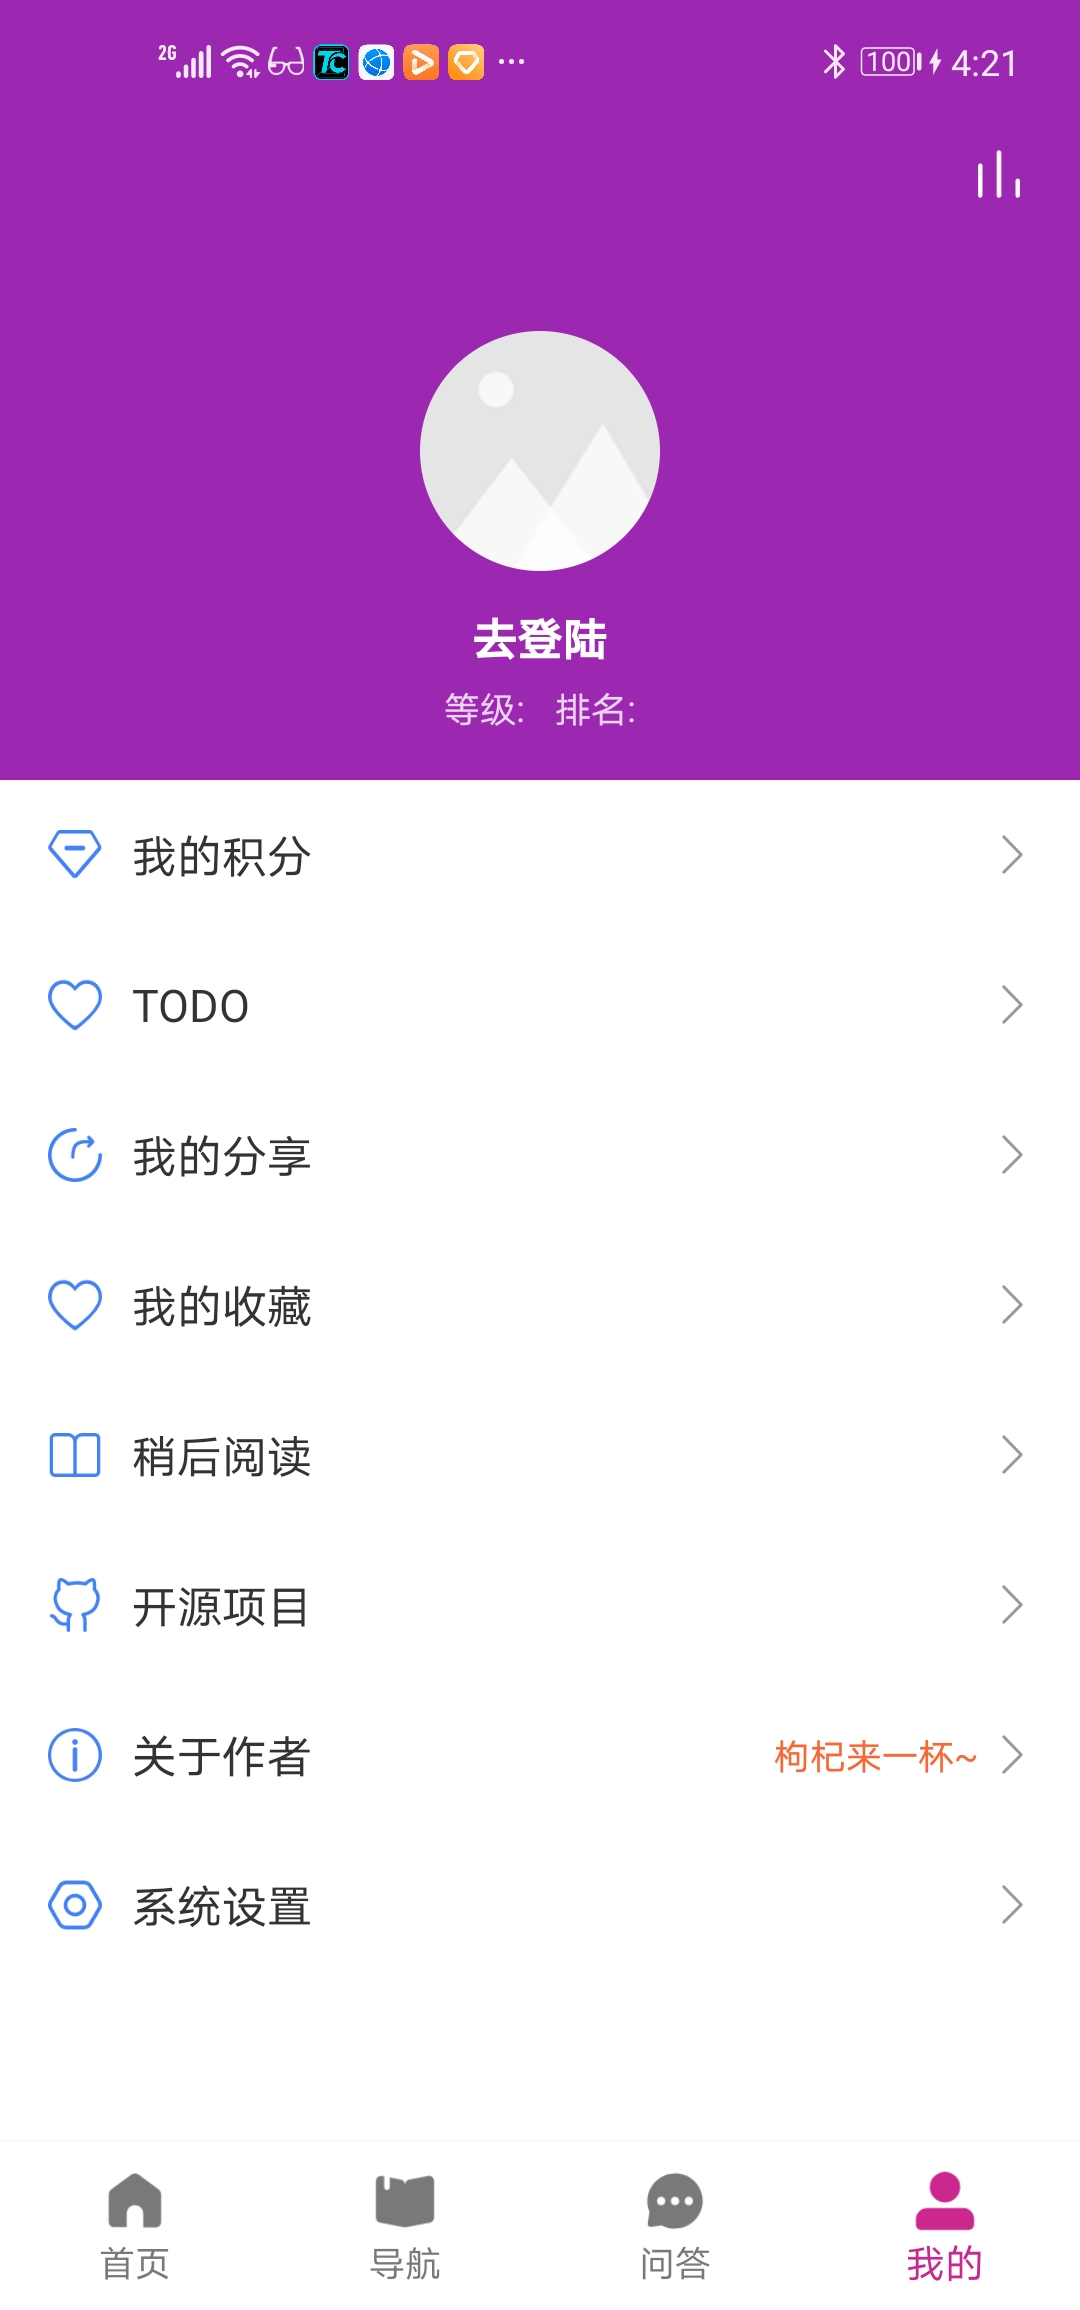 2G 100 4:21
去登陆
等级: 排名:
我的积分
TODO
我的分享
我的收藏
稍后阅读
开源项目
关于作者 枸杞来一杯~
系统设置
首页 导航 问答 我的